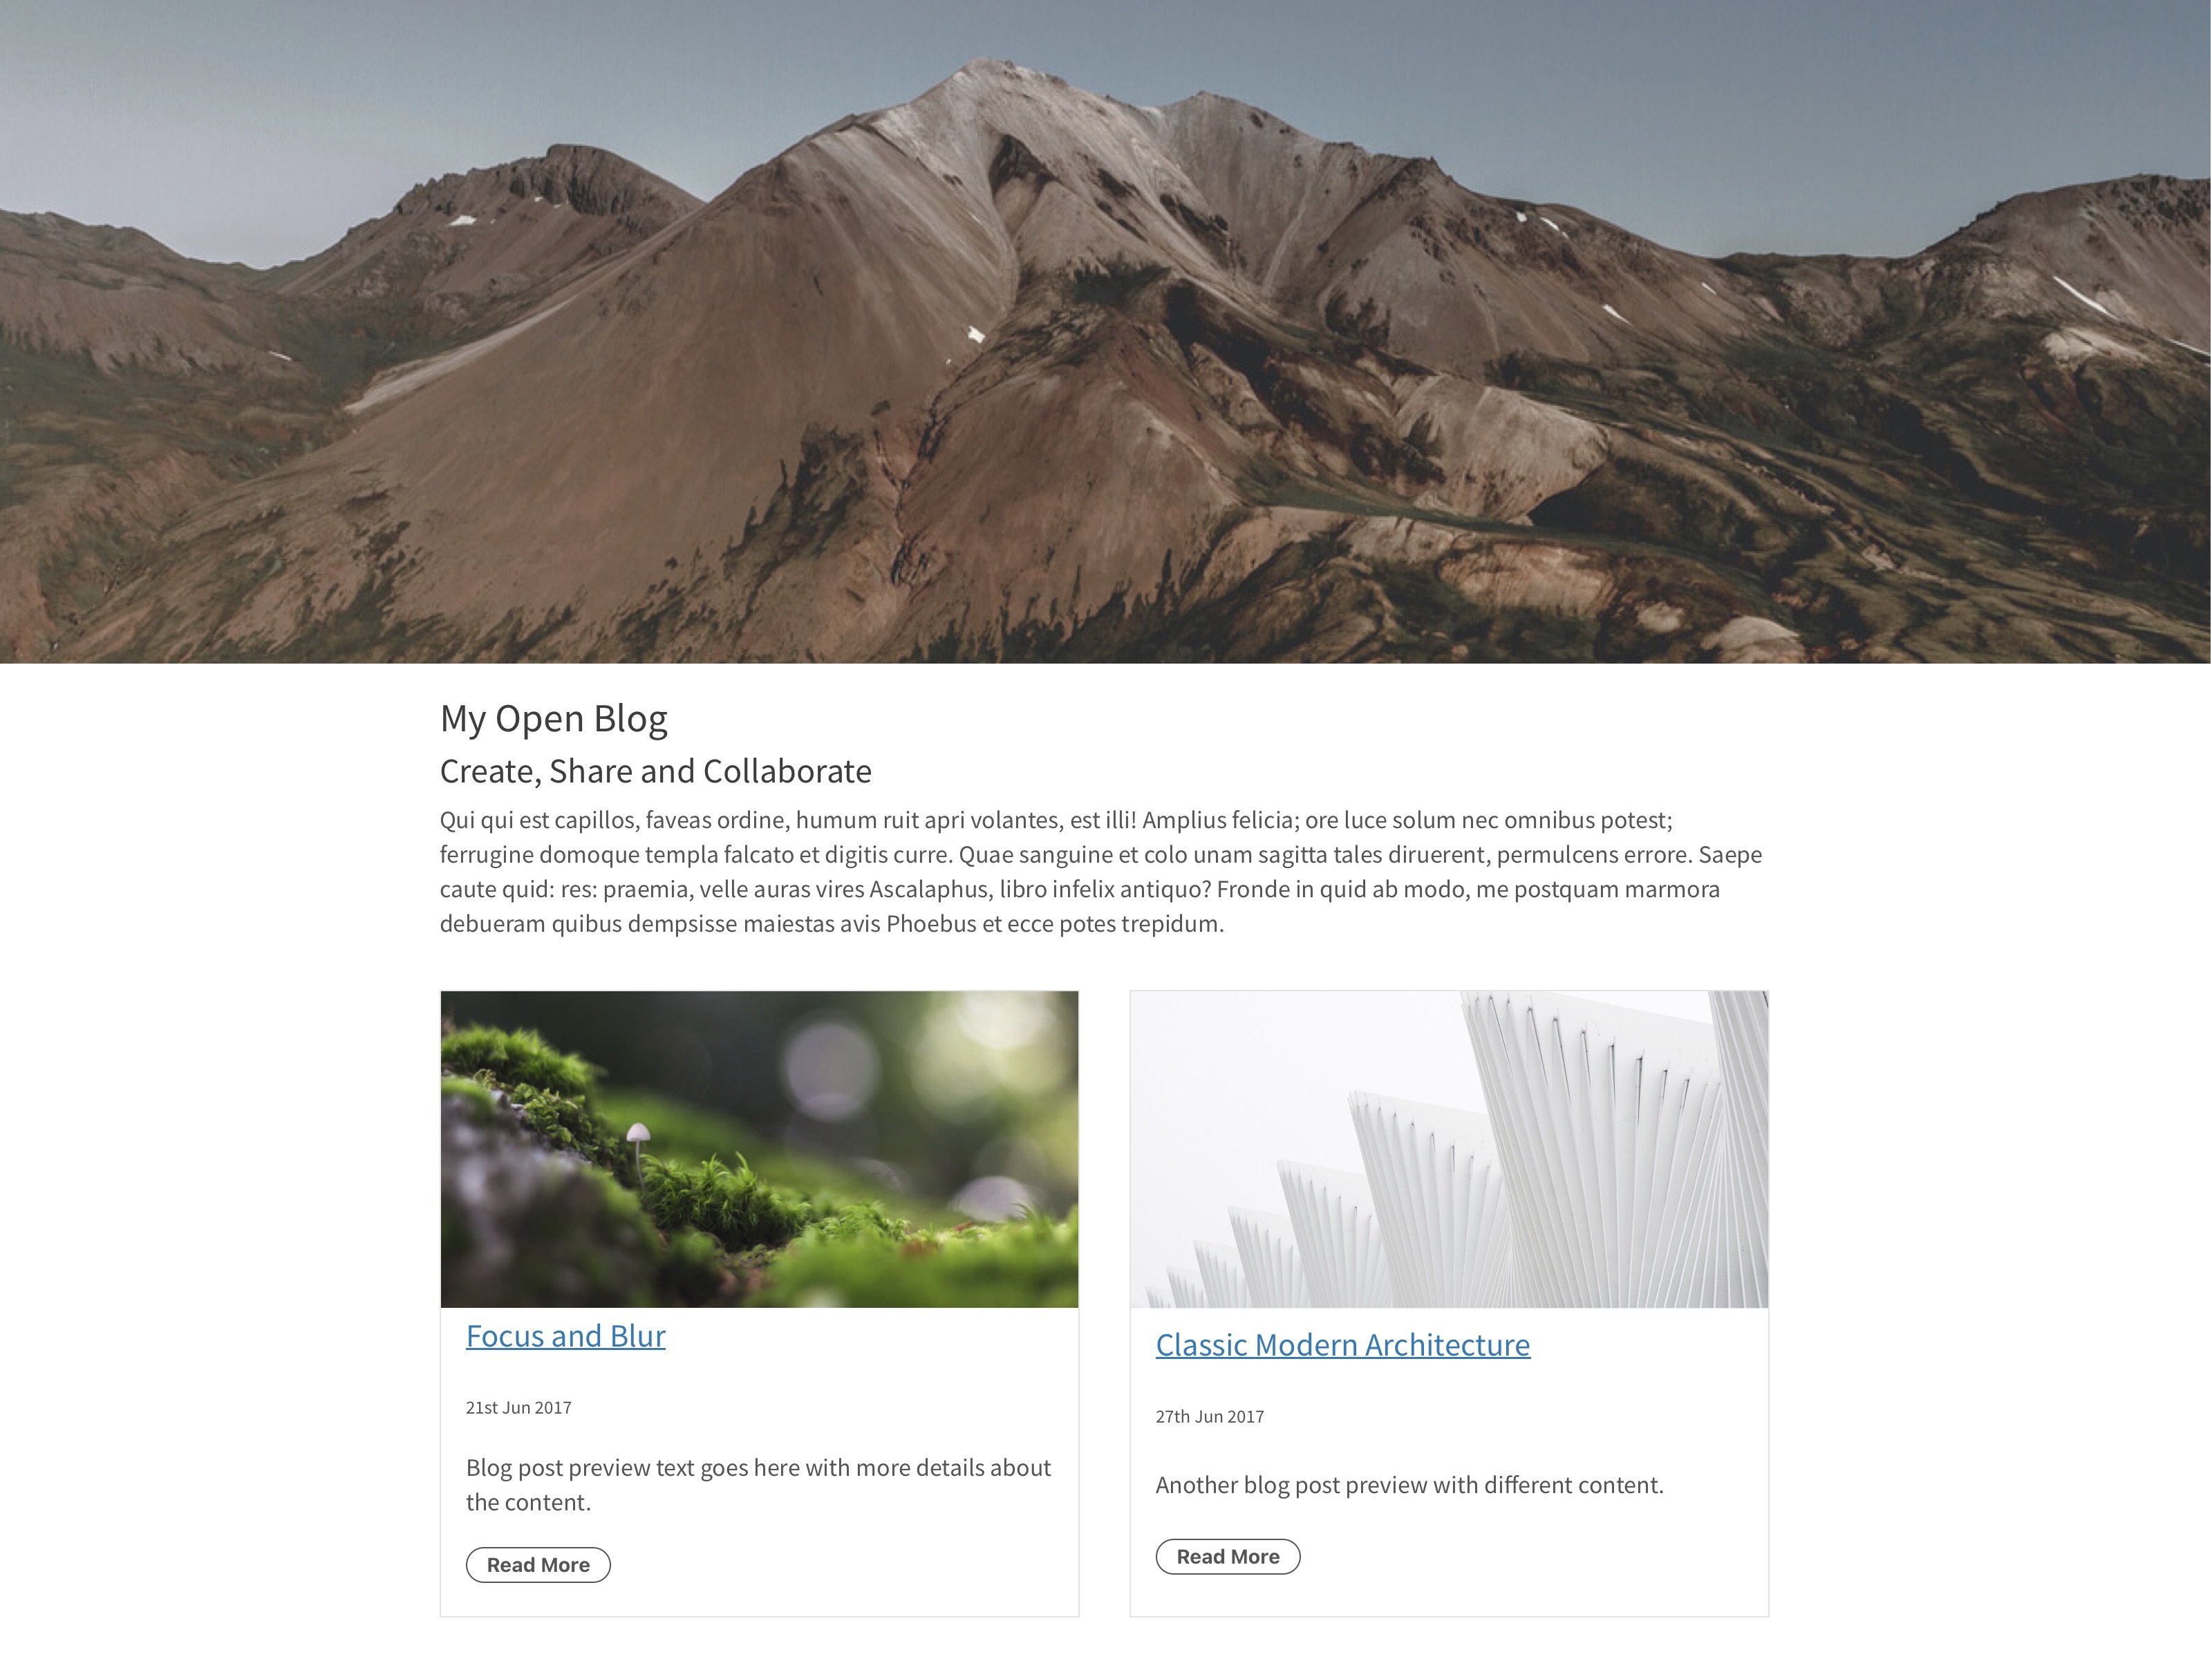 My Open Blog
Create, Share and Collaborate
Qui qui est capillos, faveas ordine, humum ruit apri volantes, est illi! Amplius felicia; ore luce solum nec omnibus potest;
ferrugine domoque templa falcato et digitis curre. Quae sanguine et colo unam sagitta tales diruerent, permulcens errore. Saepe
caute quid: res: praemia, velle auras vires Ascalaphus, libro infelix antiquo? Fronde in quid ab modo, me postquam marmora
debueram quibus dempsisse maiestas avis Phoebus et ecce potes trepidum.
Focus and Blur
21st Jun 2017
Blog post preview text goes here with more details about
the content.
Read More
Classic Modern Architecture
27th Jun 2017
Another blog post preview with different content.
Read More